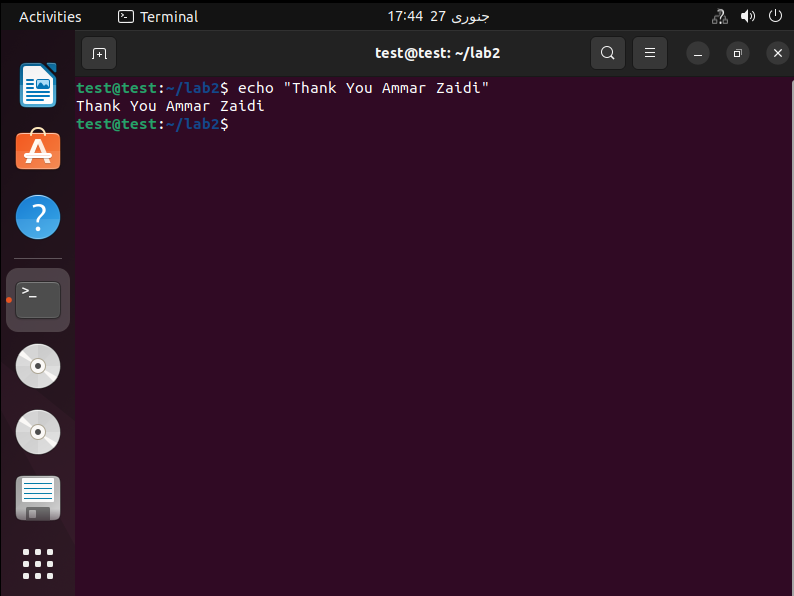 Activities
Terminal
17:44 27 جنوری
test@test: ~/lab2
test@test:~/lab2$ echo "Thank You Ammar Zaidi"
Thank You Ammar Zaidi
test@test:~/lab2$